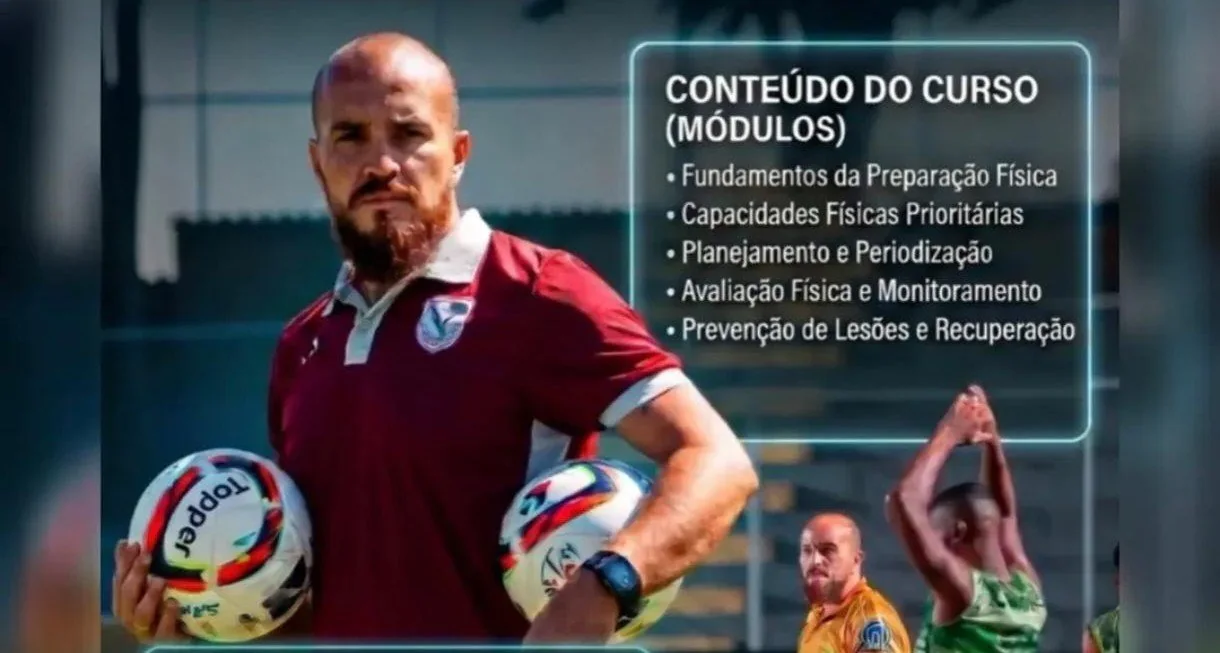 CONTEÚDO DO CURSO
(MÓDULOS)
• Fundamentos da Preparação Física
• Capacidades Físicas Prioritárias
• Planejamento e Periodização
• Avaliação Física e Monitoramento
• Prevenção de Lesões e Recuperação
Topper